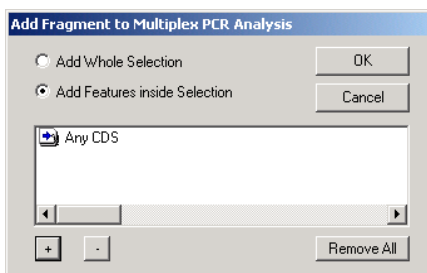 Add Fragment to Multiplex PCR Analysis
Add Whole Selection
OK
Add Features inside Selection
Cancel
Any CDS
+
-
Remove All